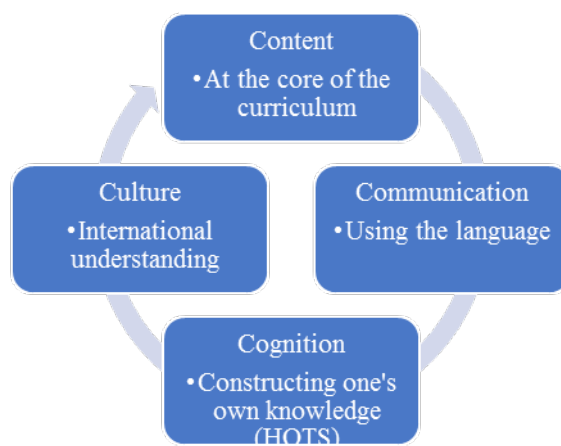 Content
•At the core of the
curriculum
Culture
•International
understanding
Communication
•Using the language
Cognition
•Constructing one's
own knowledge
(HOTS)